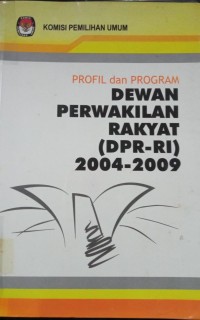 KOMISI PEMILIHAN UMUM
PROFIL dan PROGRAM
DEWAN
PERWAKILAN
RAKYAT
(DPR-RI)
2004-2009